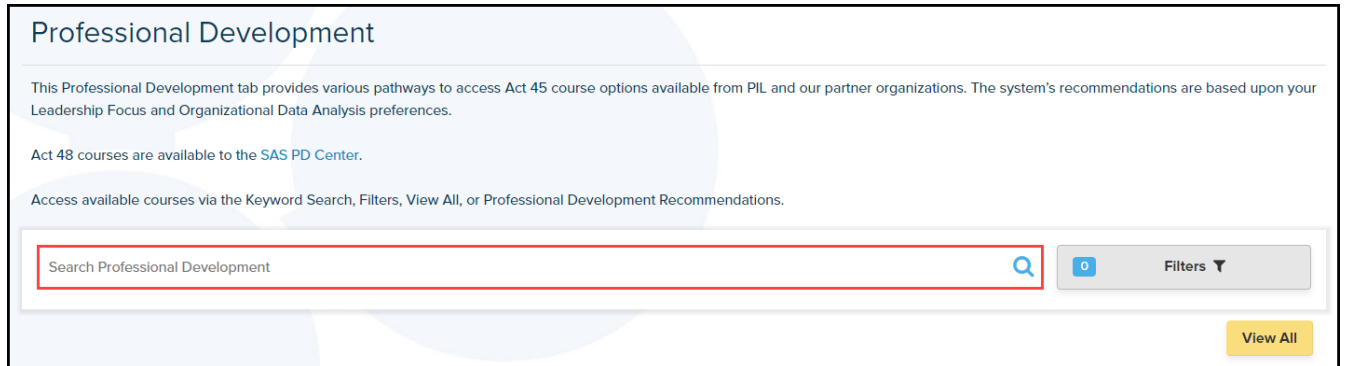 Professional Development
This Professional Development tab provides various pathways to access Act 45 course options available from PIL and our partner organizations. The system's recommendations are based upon your
Leadership Focus and Organizational Data Analysis preferences.
Act 48 courses are available to the SAS PD Center.
Access available courses via the Keyword Search, Filters, View All, or Professional Development Recommendations.
Search Professional Development
0 Filters
View All